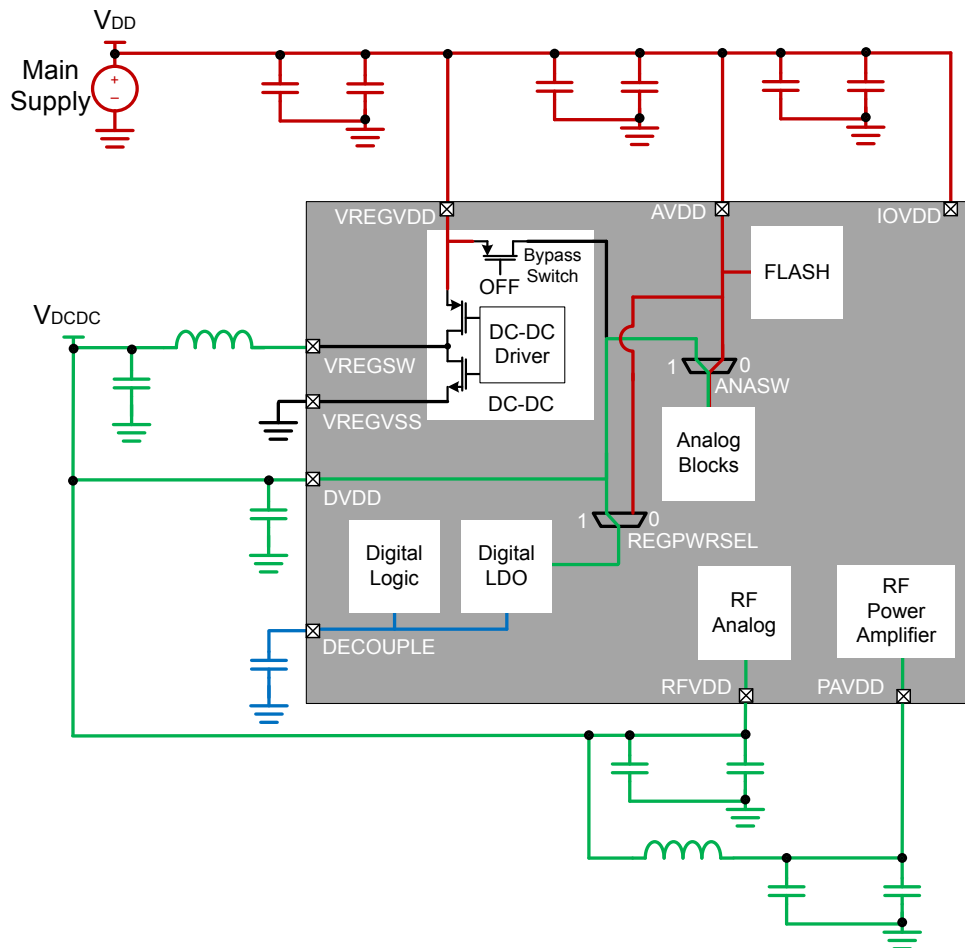 VDD
Main
Supply
+
−
VREGVDD
AVDD
IOVDD
Bypass
Switch
OFF
FLASH
VDCDC
DC-DC
Driver
VREGSW
1
0
ANASW
DC-DC
VREGVSS
Analog
Blocks
DVDD
1
0
REGPWRSEL
Digital
Logic
Digital
LDO
RF
Analog
RF
Power
Amplifier
DECOUPLE
RFVDD
PAVDD